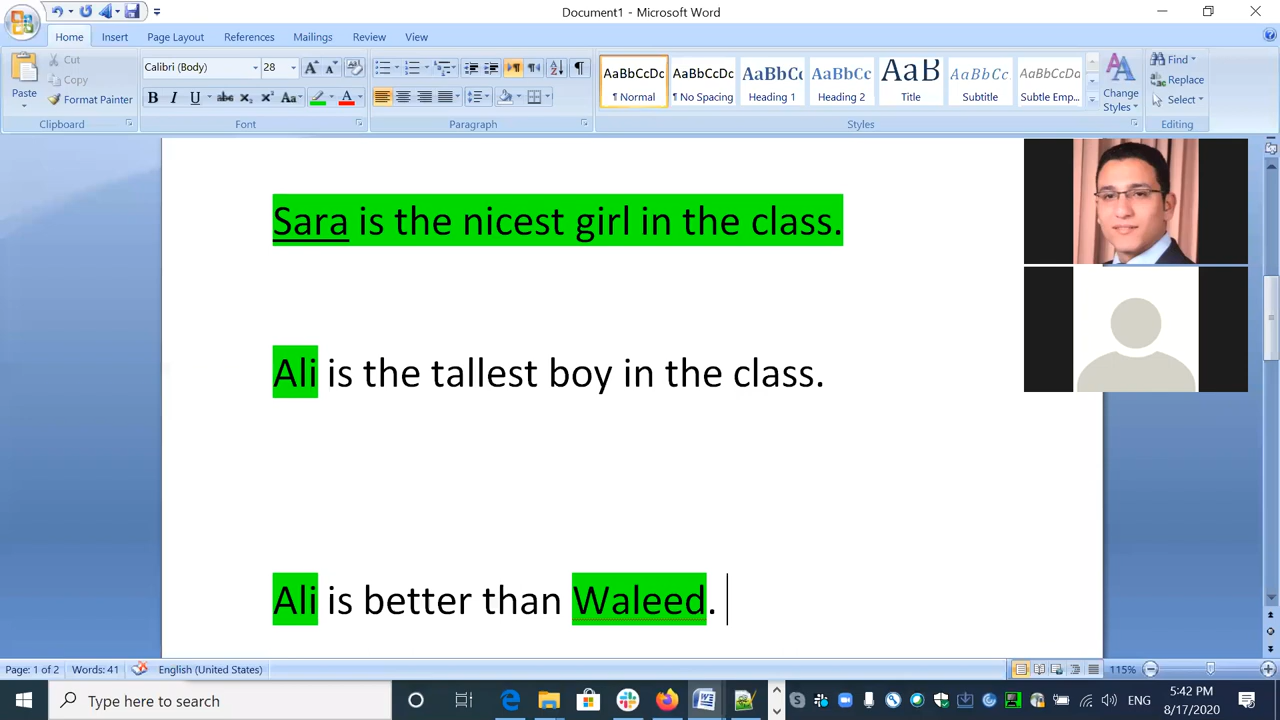 Document1 - Microsoft Word
Home Insert Page Layout References Mailings Review View
Paste
Cut
Copy
Format Painter
Clipboard
Calibri (Body) 28
Font
Paragraph
AaBbCcDc AaBbCcDc AaBbCc AaBbCc AaB AaBbCc. AaBbCcDc
¶ Normal ¶ No Spacing Heading 1 Heading 2 Title Subtitle Subtle Emp...
Change Styles
Styles
Find
Replace
Select
Editing
Sara is the nicest girl in the class.
Ali is the tallest boy in the class.
Ali is better than Waleed.
Page: 1 of 2 Words: 41 English (United States) 115%
Type here to search
ENG
5:42 PM
8/17/2020